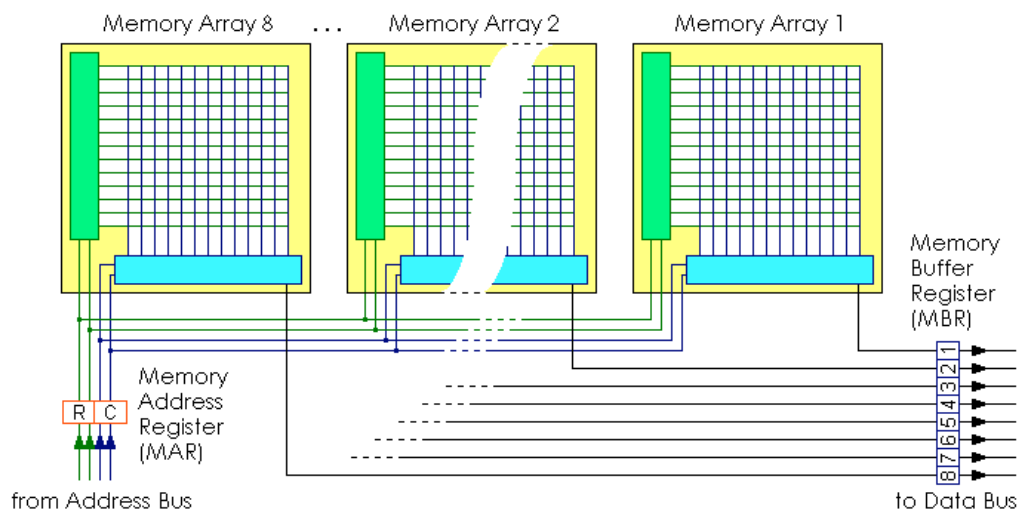 Memory Array 8 ... Memory Array 2 Memory Array 1
Memory
Buffer
Register
(MBR)
1
2
3
4
5
6
7
8
Memory
Address
Register
(MAR)
R C
from Address Bus
to Data Bus